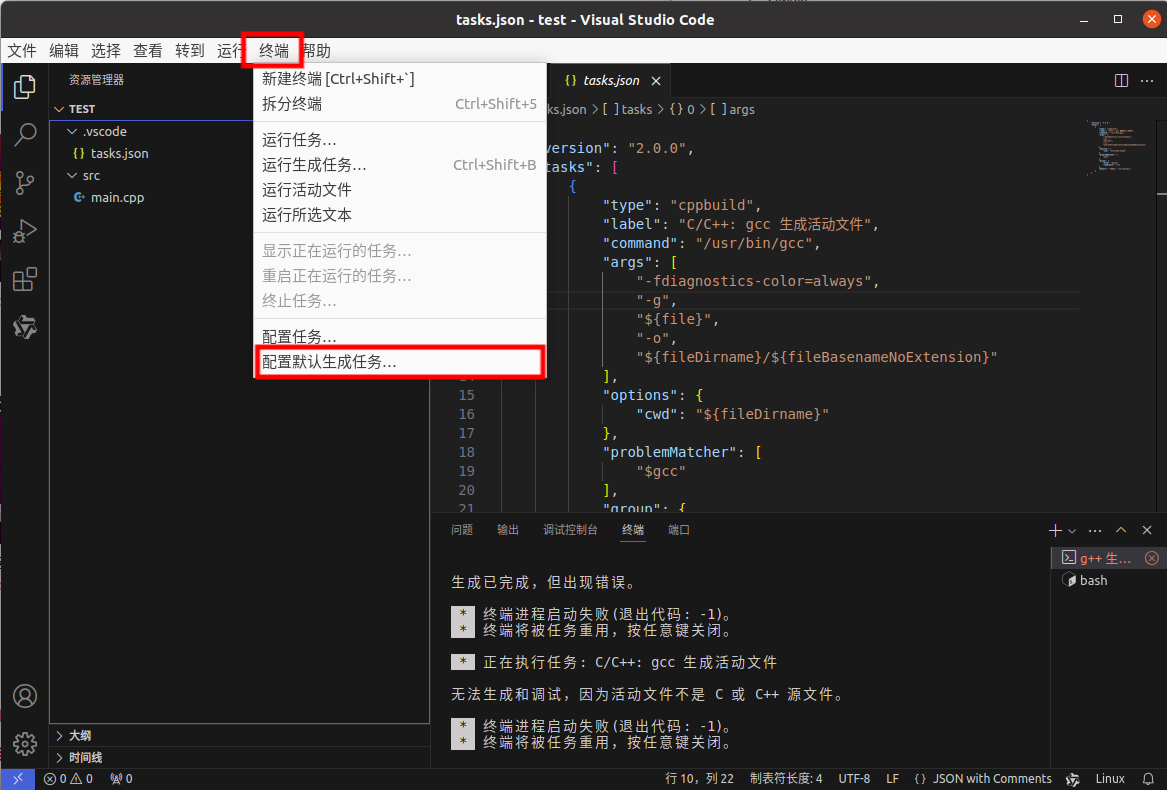 tasks.json - test - Visual Studio Code
文件 编辑 选择 查看 转到 运行 终端 帮助
资源管理器
TEST
.vscode
{} tasks.json
src
main.cpp
大纲
时间线
新建终端 [Ctrl+Shift+`]
拆分终端 Ctrl+Shift+5
运行任务...
运行生成任务... Ctrl+Shift+B
运行活动文件
运行所选文本
显示正在运行的任务...
重启正在运行的任务...
终止任务...
配置任务...
配置默认生成任务...
{} tasks.json
ks.json > [ ] tasks > { } 0 > [ ] args
version": "2.0.0",
tasks": [
{
"type": "cppbuild",
"label": "C/C++: gcc 生成活动文件",
"command": "/usr/bin/gcc",
"args": [
"-fdiagnostics-color=always",
"-g",
"${file}",
"-o",
"${fileDirname}/${fileBasenameNoExtension}"
],
15 "options": {
16 "cwd": "${fileDirname}"
17 },
18 "problemMatcher": [
19 "$gcc"
20 ],
21 "group": {
问题 输出 调试控制台 终端 端口
生成已完成，但出现错误。
* 终端进程启动失败(退出代码: -1)。
* 终端将被任务重用，按任意键关闭。
* 正在执行任务: C/C++: gcc 生成活动文件
无法生成和调试，因为活动文件不是 C 或 C++ 源文件。
* 终端进程启动失败(退出代码: -1)。
* 终端将被任务重用，按任意键关闭。
g++ 生...
bash
0 0 0 行 10，列 22 制表符长度: 4 UTF-8 LF {} JSON with Comments Linux